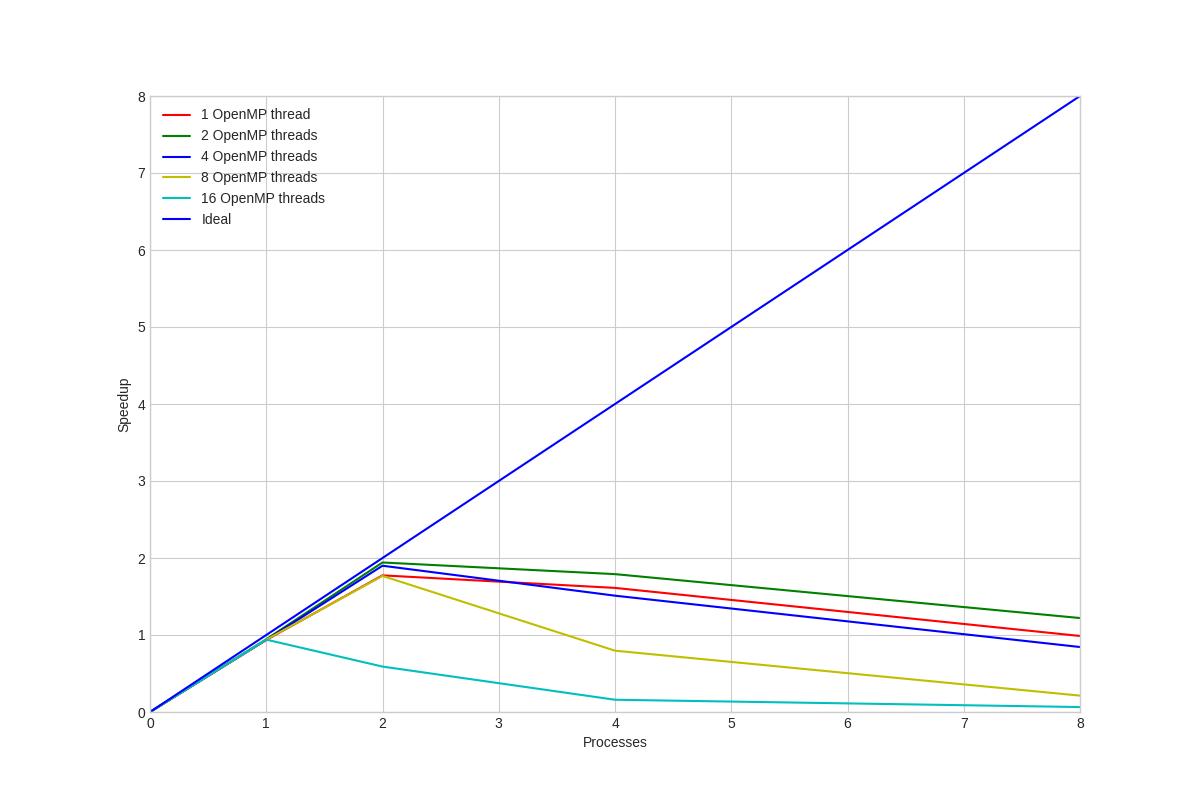 8
7
6
5
4
3
2
1
0
Speedup
1 OpenMP thread
2 OpenMP threads
4 OpenMP threads
8 OpenMP threads
16 OpenMP threads
Ideal
0 1 2 3 4 5 6 7 8
Processes